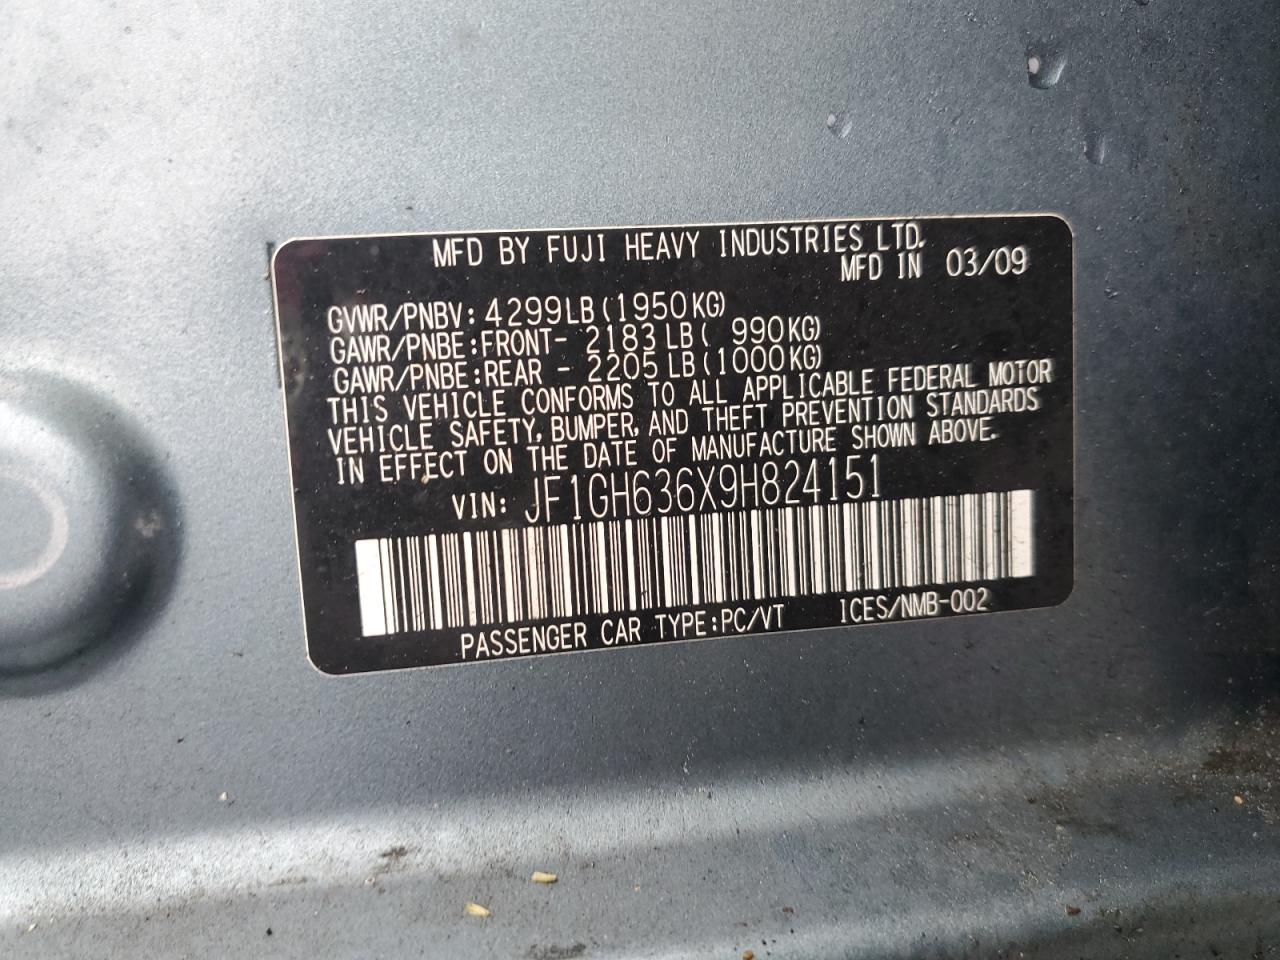 MFD BY FUJI HEAVY INDUSTRIES LTD.
MFD IN 03/09
GVWR/PNBV: 4299LB(1950KG)
GAWR/PNBE:FRONT- 2183LB( 990KG)
GAWR/PNBE:REAR - 2205LB(1000KG)
THIS VEHICLE CONFORMS TO ALL APPLICABLE FEDERAL MOTOR
VEHICLE SAFETY, BUMPER, AND THEFT PREVENTION STANDARDS
IN EFFECT ON THE DATE OF MANUFACTURE SHOWN ABOVE.
VIN: JF1GH636X9H824151
PASSENGER CAR TYPE:PC/VT ICES/NMB-002